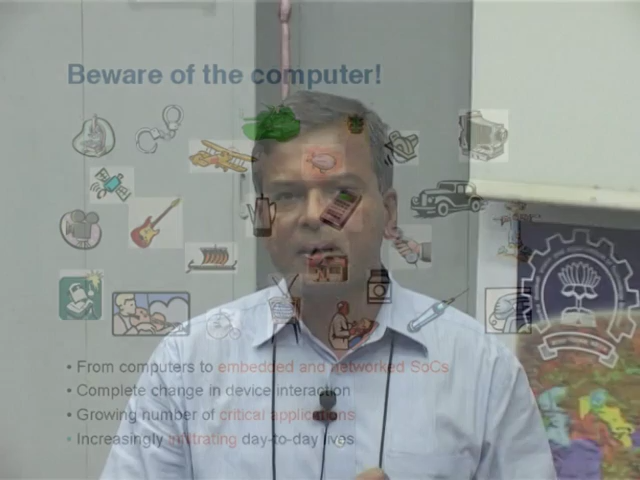 Beware of the computer!
• From computers to embedded and networked SoCs
• Complete change in device interaction
• Growing number of critical applications
• Increasingly infiltrating day-to-day lives